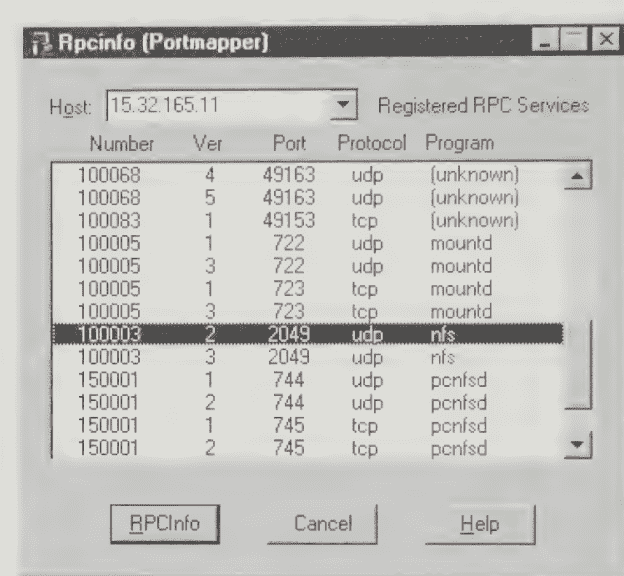 Rpcinfo (Portmapper)
Host: 15.32.165.11 Registered RPC Services
Number Ver Port Protocol Program
100068 4 49163 udp (unknown)
100068 5 49163 udp (unknown)
100083 1 49153 tcp (unknown)
100005 1 722 udp mountd
100005 3 722 udp mountd
100005 1 723 tcp mountd
100005 3 723 tcp mountd
100003 2 2049 udp nfs
100003 3 2049 udp nfs
150001 1 744 udp pcnfsd
150001 2 744 udp pcnfsd
150001 1 745 tcp pcnfsd
150001 2 745 tcp pcnfsd
RPCInfo Cancel Help